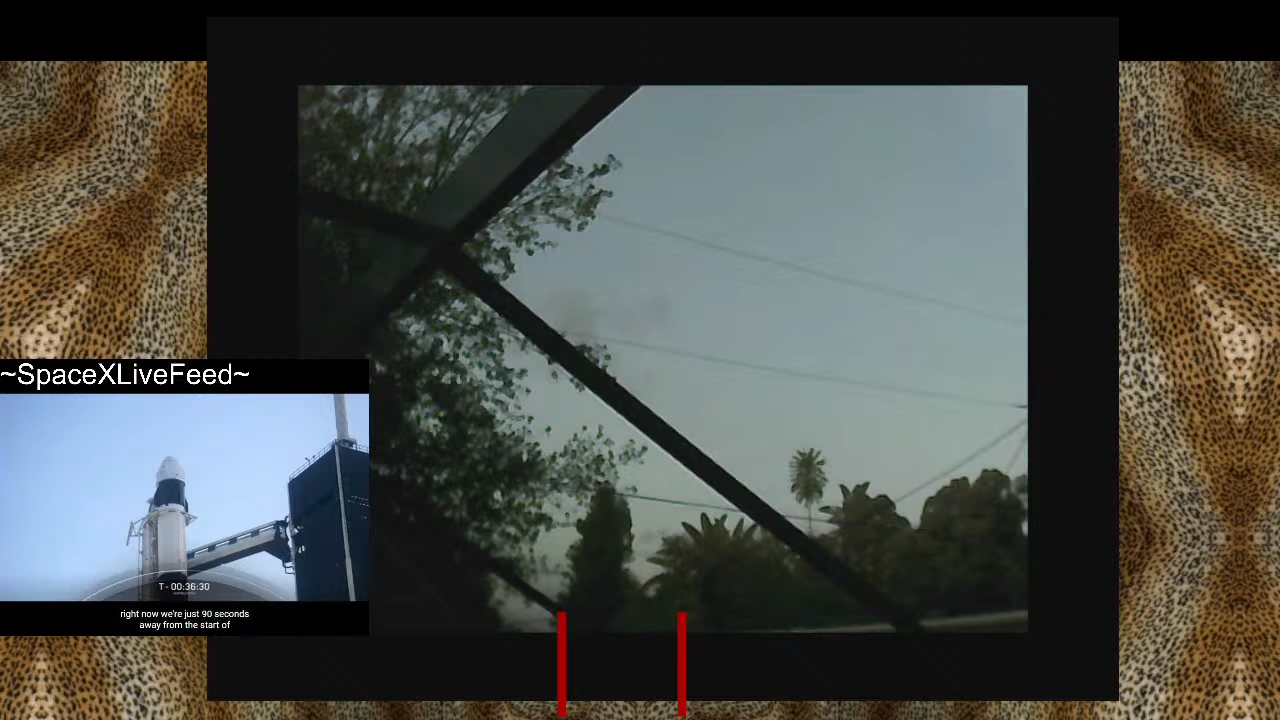 ~SpaceXLiveFeed~
T - 00:36:30
right now we're just 90 seconds
away from the start of